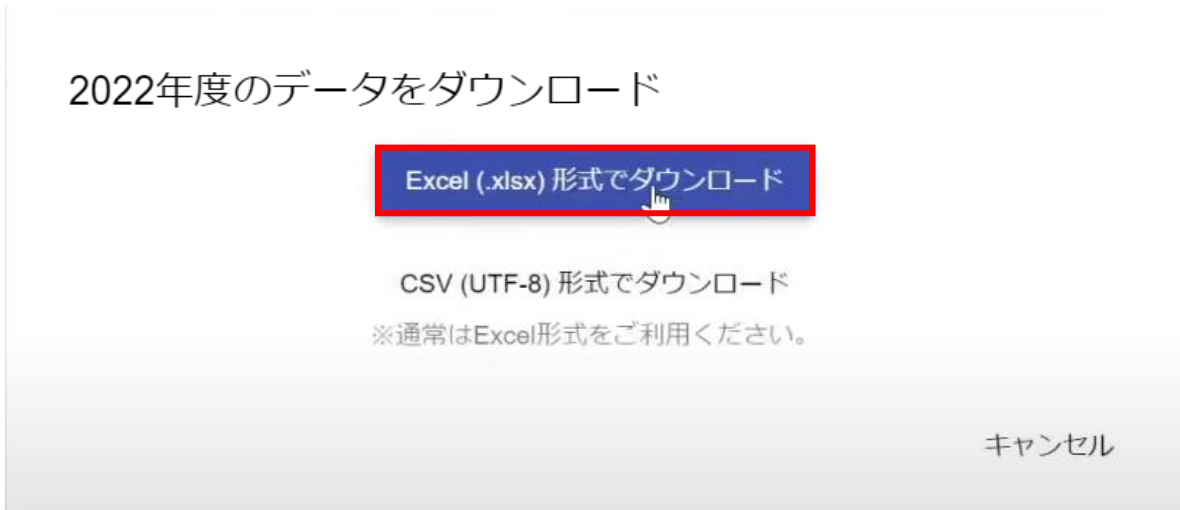 2022年度のデータをダウンロード
Excel (.xlsx) 形式でダウンロード
CSV (UTF-8) 形式でダウンロード
※通常はExcel形式をご利用ください。
キャンセル